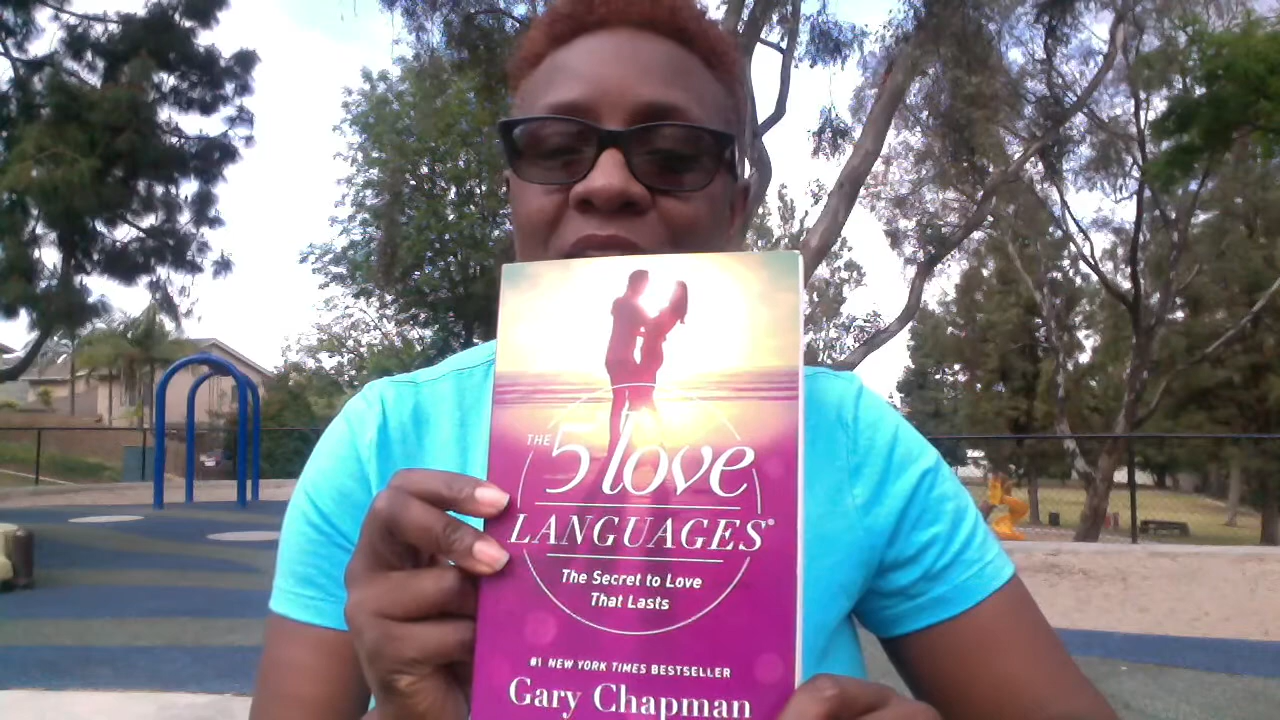 THE 5 love
LANGUAGES®
The Secret to Love
That Lasts
#1 NEW YORK TIMES BESTSELLER
Gary Chapman